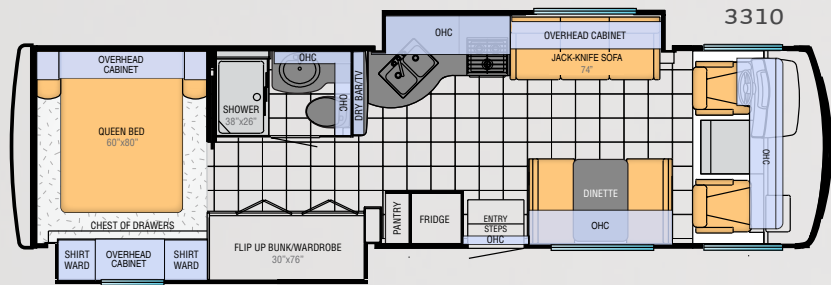 3310
OHC
OVERHEAD CABINET
JACK-KNIFE SOFA
74"
OVERHEAD
CABINET
QUEEN BED
60"x80"
SHOWER
38"x26"
OHC
OHC
DRY BAR/TV
OHC
DINETTE
OHC
CHEST OF DRAWERS
SHIRT
WARD
OVERHEAD
CABINET
SHIRT
WARD
FLIP UP BUNK/WARDROBE
30"x76"
PANTRY
FRIDGE
ENTRY
STEPS
OHC